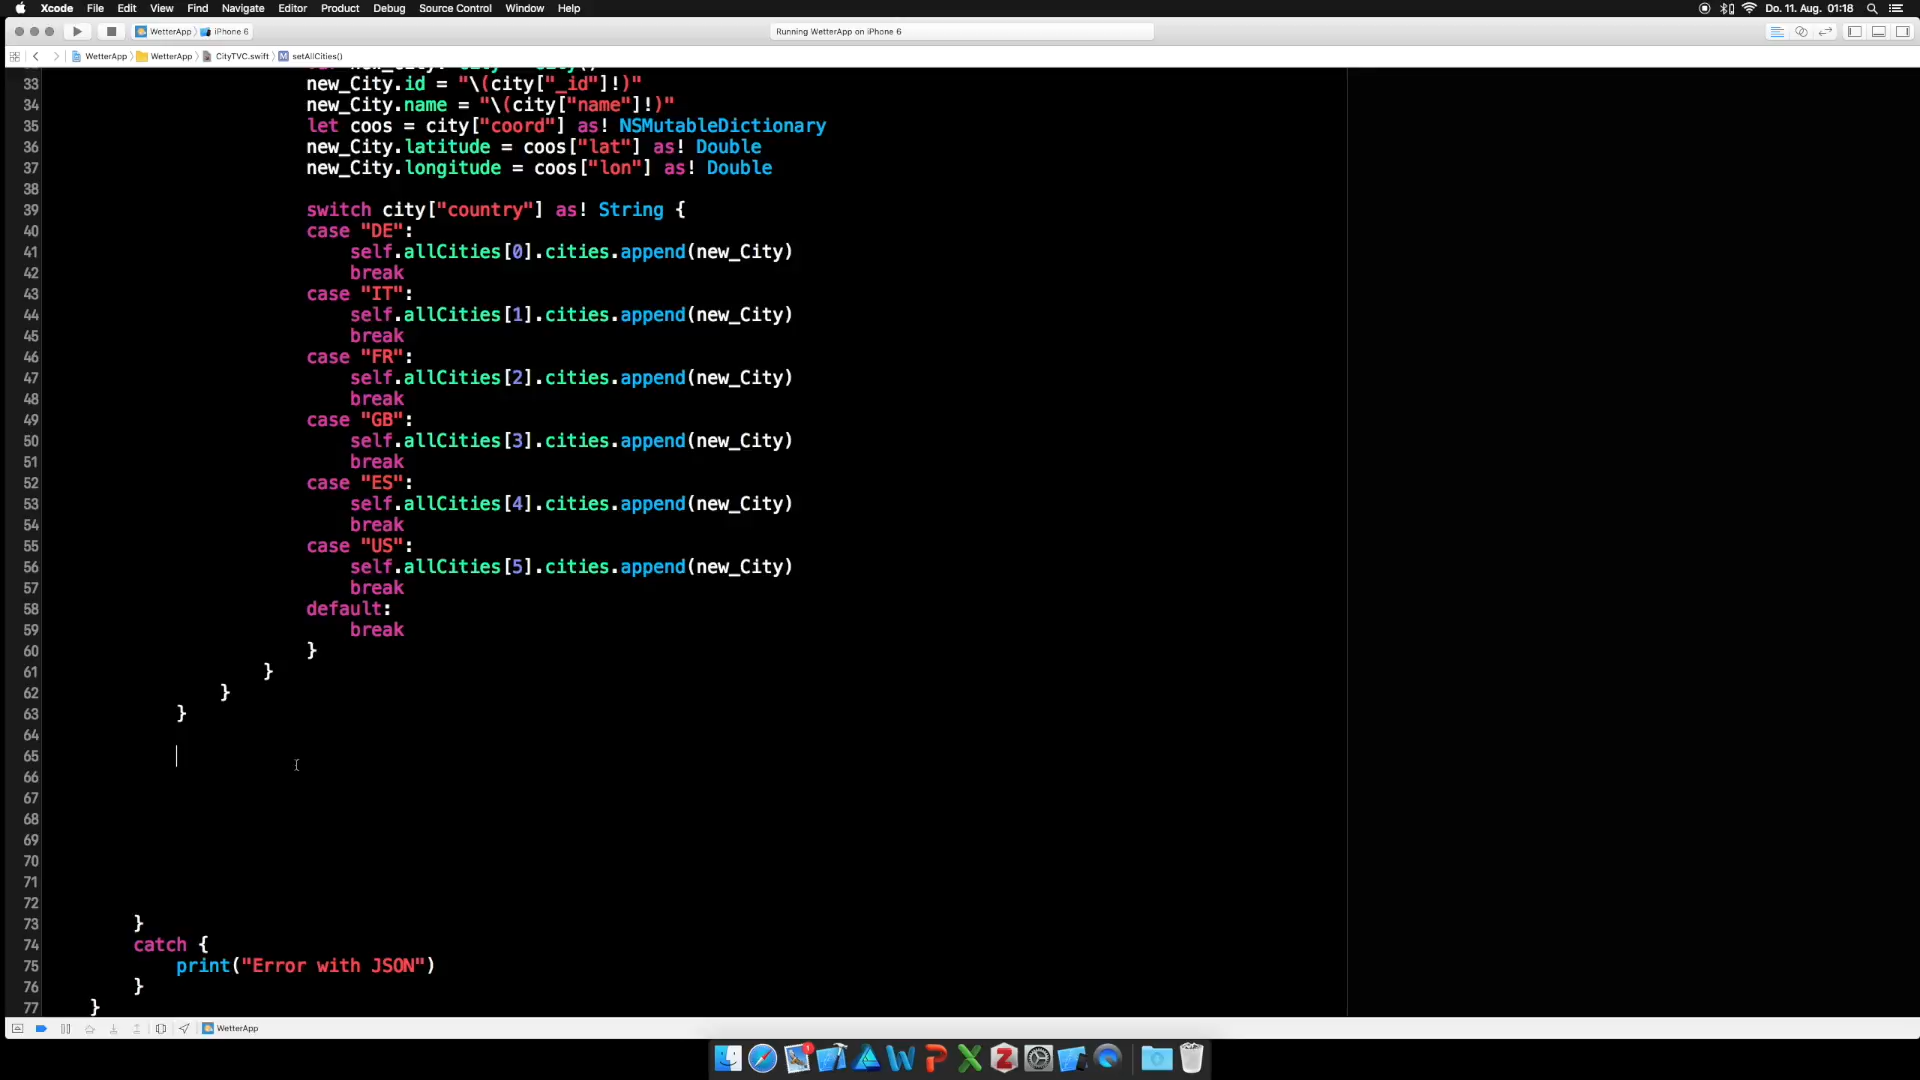 Xcode File Edit View Find Navigate Editor Product Debug Source Control Window Help Do. 11. Aug. 01:18
WetterApp iPhone 6 Running WetterApp on iPhone 6
WetterApp WetterApp CityTVC.swift M setAllCities()
33 new_City.id = "\(city["_id"]!)"
34 new_City.name = "\(city["name"]!)"
35 let coos = city["coord"] as! NSMutableDictionary
36 new_City.latitude = coos["lat"] as! Double
37 new_City.longitude = coos["lon"] as! Double
38
39 switch city["country"] as! String {
40 case "DE":
41 self.allCities[0].cities.append(new_City)
42 break
43 case "IT":
44 self.allCities[1].cities.append(new_City)
45 break
46 case "FR":
47 self.allCities[2].cities.append(new_City)
48 break
49 case "GB":
50 self.allCities[3].cities.append(new_City)
51 break
52 case "ES":
53 self.allCities[4].cities.append(new_City)
54 break
55 case "US":
56 self.allCities[5].cities.append(new_City)
57 break
58 default:
59 break
60 }
61 }
62 }
63 }
64
65
66
67
68
69
70
71
72
73 }
74 catch {
75 print("Error with JSON")
76 }
77 }
WetterApp